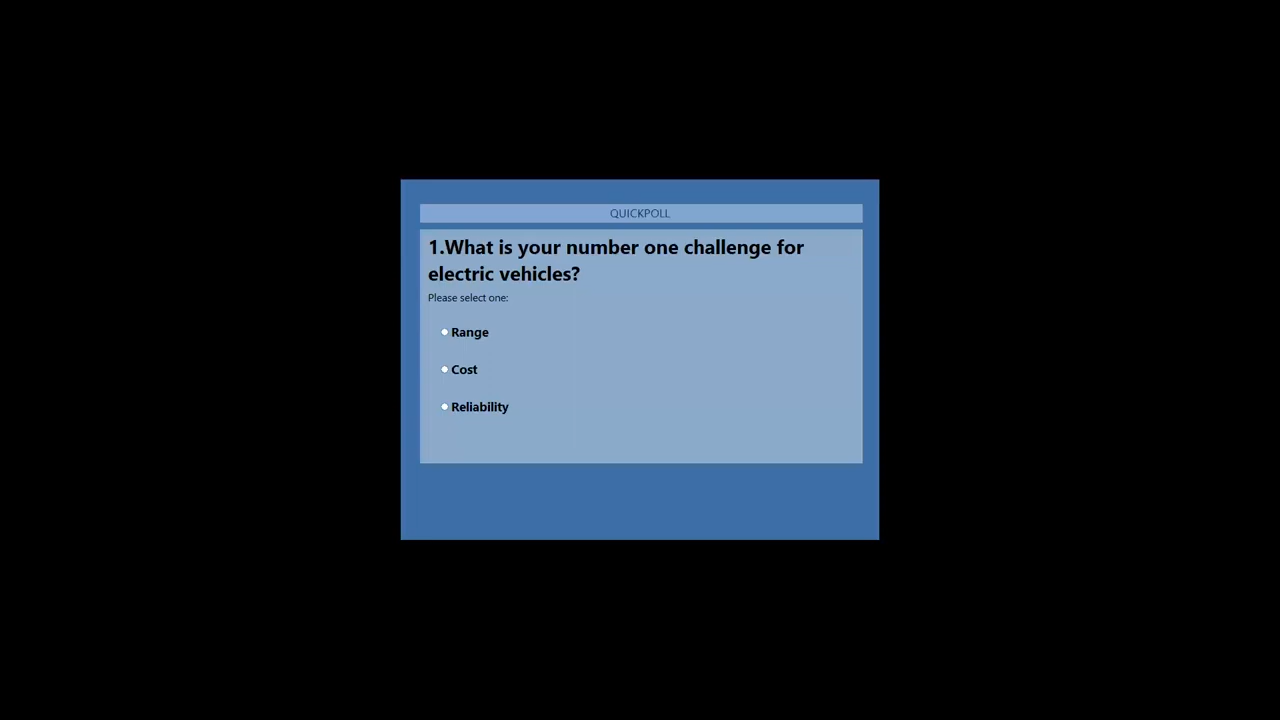 QUICKPOLL
1.What is your number one challenge for
electric vehicles?
Please select one:
Range
Cost
Reliability